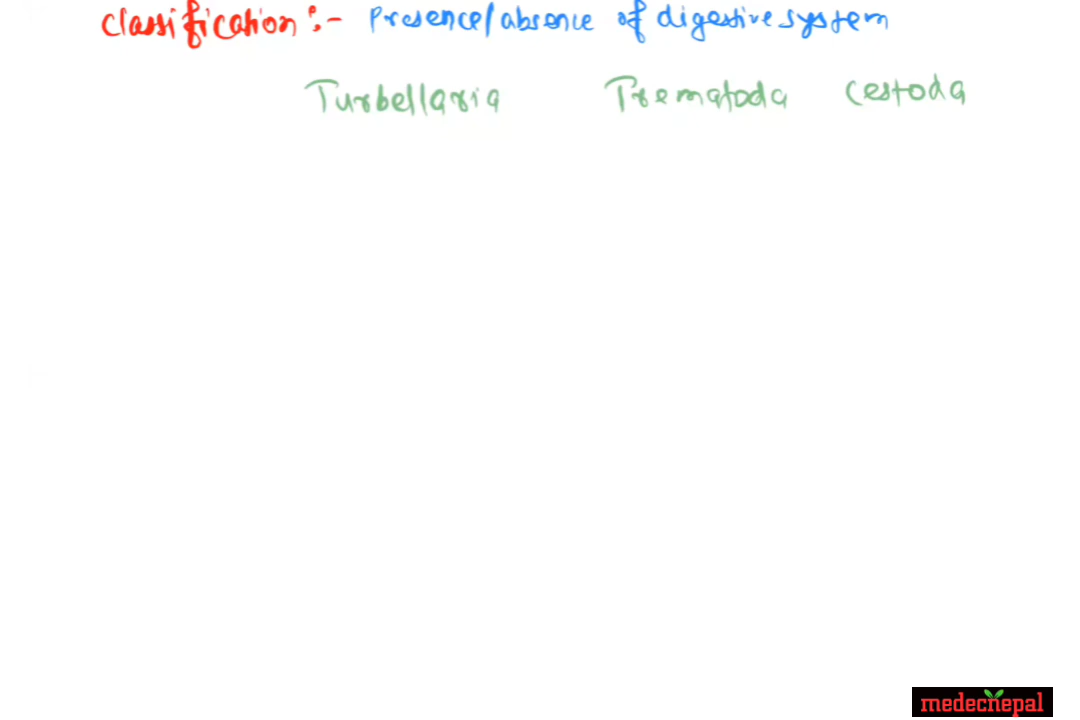 Classification :- Presence/absence of digestive system
Turbellaria Trematoda Cestoda
medecnepal